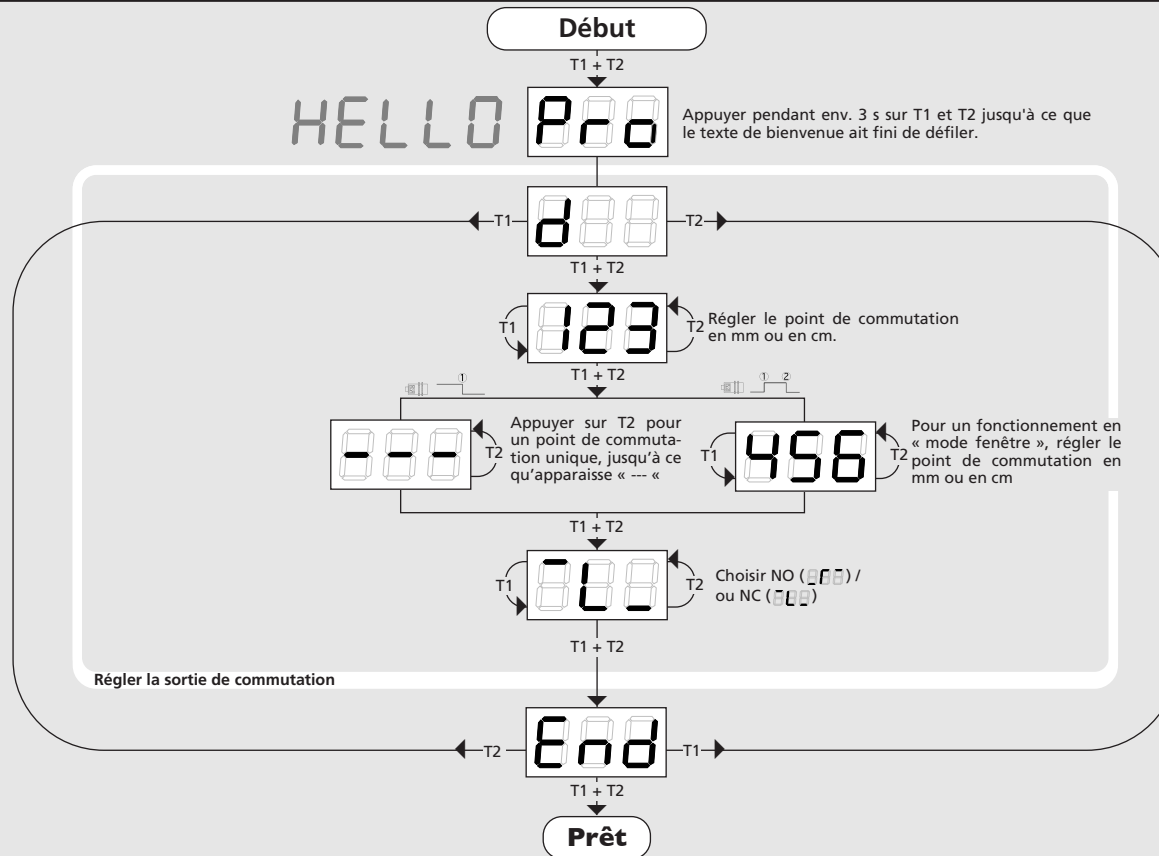 Début
T1 + T2
HELLO
Pro
Appuyer pendant env. 3 s sur T1 et T2 jusqu'à ce que
le texte de bienvenue ait fini de défiler.
T1
d
T2
T1 + T2
T1
123
T2
Régler le point de commutation
en mm ou en cm.
T1 + T2
①
① ②
---
T2
Appuyer sur T2 pour
un point de commuta-
tion unique, jusqu'à ce
qu'apparaisse « --- «
T1
456
T2
Pour un fonctionnement en
« mode fenêtre », régler le
point de commutation en
mm ou en cm
T1 + T2
T1
T2
Choisir NO ( ) /
ou NC ( )
T1 + T2
Régler la sortie de commutation
T2
End
T1
T1 + T2
Prêt